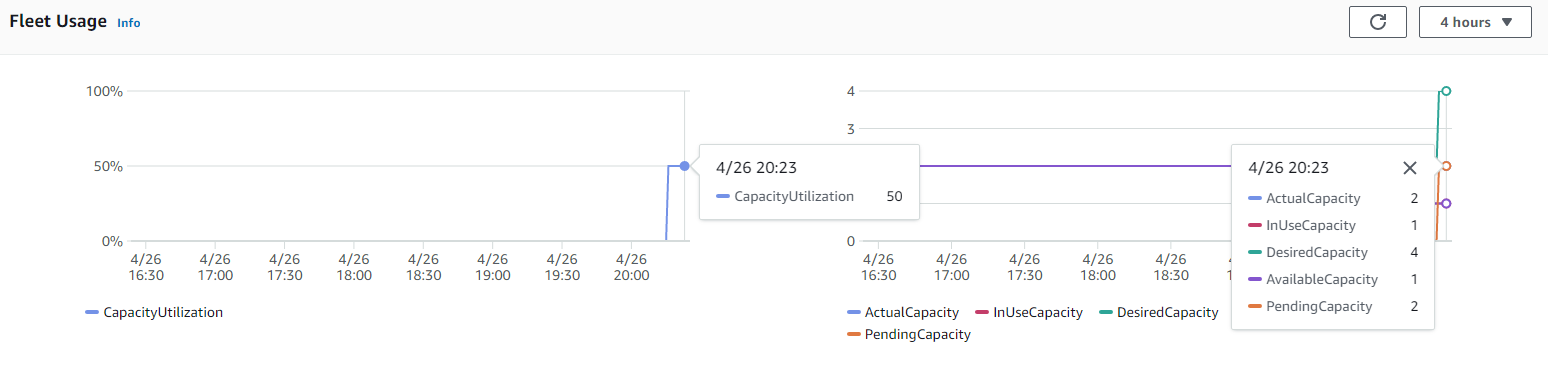 Fleet Usage Info
4 hours
100%
50%
0%
4/26 20:23
CapacityUtilization 50
4/26 16:30
4/26 17:00
4/26 17:30
4/26 18:00
4/26 18:30
4/26 19:00
4/26 19:30
4/26 20:00
CapacityUtilization
4
3
0
4/26 20:23
ActualCapacity 2
InUseCapacity 1
DesiredCapacity 4
AvailableCapacity 1
PendingCapacity 2
4/26 16:30
4/26 17:00
4/26 17:30
4/26 18:00
4/26 18:30
ActualCapacity InUseCapacity DesiredCapacity
PendingCapacity